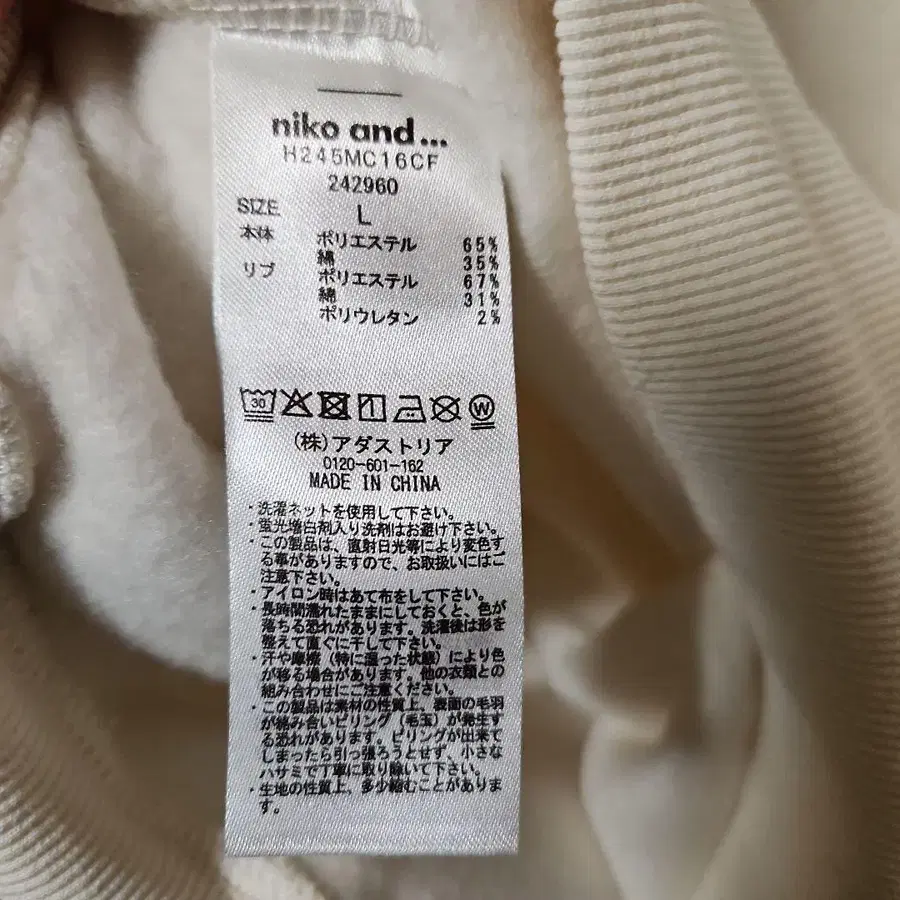 niko and ...
H245MC16CF
242960
SIZE L
本体 ポリエステル 65%
綿 35%
リブ ポリエステル 67%
綿 31%
ポリウレタン 2%
30 W
(株)アダストリア
0120-601-162
MADE IN CHINA
・洗濯ネットを使用して下さい。
・蛍光増白剤入り洗剤はお避け下さい。
・この製品は、直射日光等により変色す
る事がありますので、お取扱いにはご
注意下さい。
・アイロン時はあて布をして下さい。
・長時間濡れたままにしておくと、色が
落ちる恐れがあります。洗濯後は形を
整えて直ぐに干して下さい。
・汗や摩擦（特に湿った状態）により色
が移る場合があります。他の衣類との
組み合わせにご注意ください。
・この製品は素材の性質上、表面の毛羽
が絡み合いピリング（毛玉）が発生す
る恐れがあります。ピリングが出来て
しまったら引っ張ろうとせず、小さな
ハサミで丁寧に取り除いて下さい。
・生地の性質上、多少縮むことがありま
す。